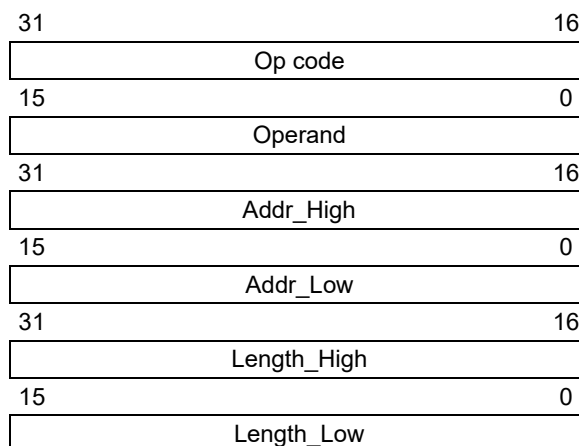 31 16
Op code
15 0
Operand
31 16
Addr_High
15 0
Addr_Low
31 16
Length_High
15 0
Length_Low